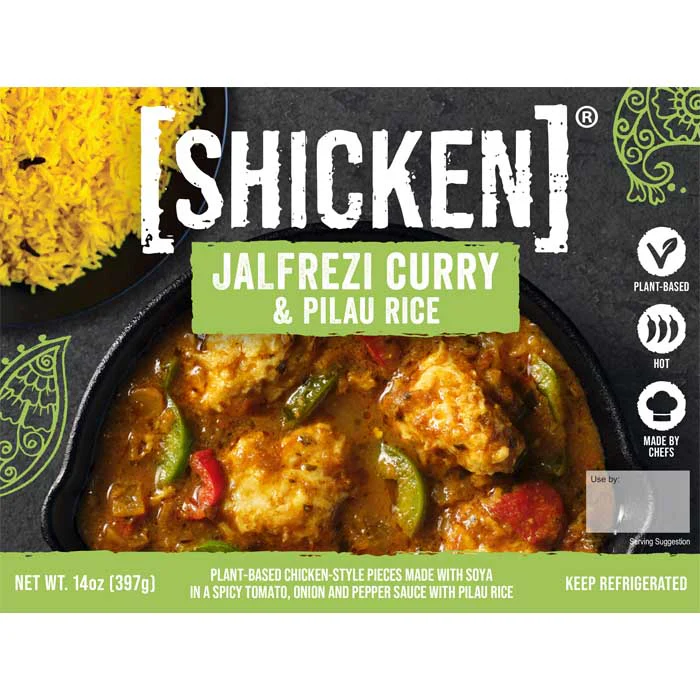 [SHICKEN]®
JALFREZI CURRY
& PILAU RICE
PLANT-BASED
HOT
MADE BY
CHEFS
Use by:
Serving Suggestion
NET WT. 14oz (397g)
PLANT-BASED CHICKEN-STYLE PIECES MADE WITH SOYA
IN A SPICY TOMATO, ONION AND PEPPER SAUCE WITH PILAU RICE
KEEP REFRIGERATED